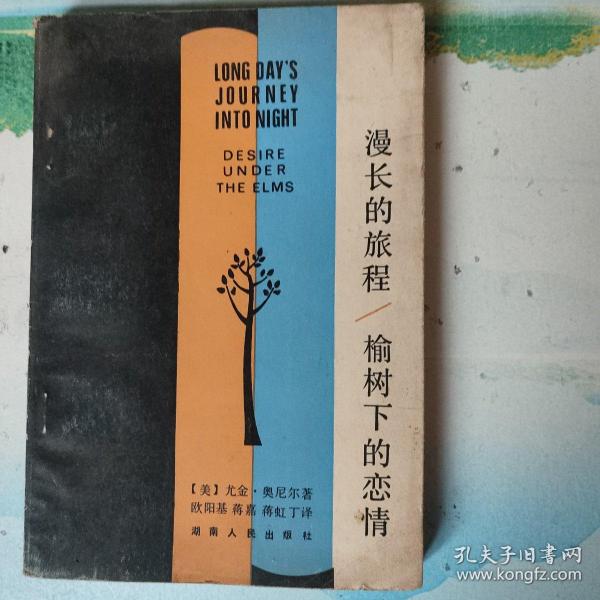 LONG DAY'S
JOURNEY
INTO NIGHT
DESIRE
UNDER
THE ELMS
漫长的旅程/榆树下的恋情
【美】尤金·奥尼尔著
欧阳基 蒋嘉 蒋虹丁译
湖南人民出版社
孔夫子旧书网
www.kongfz.com